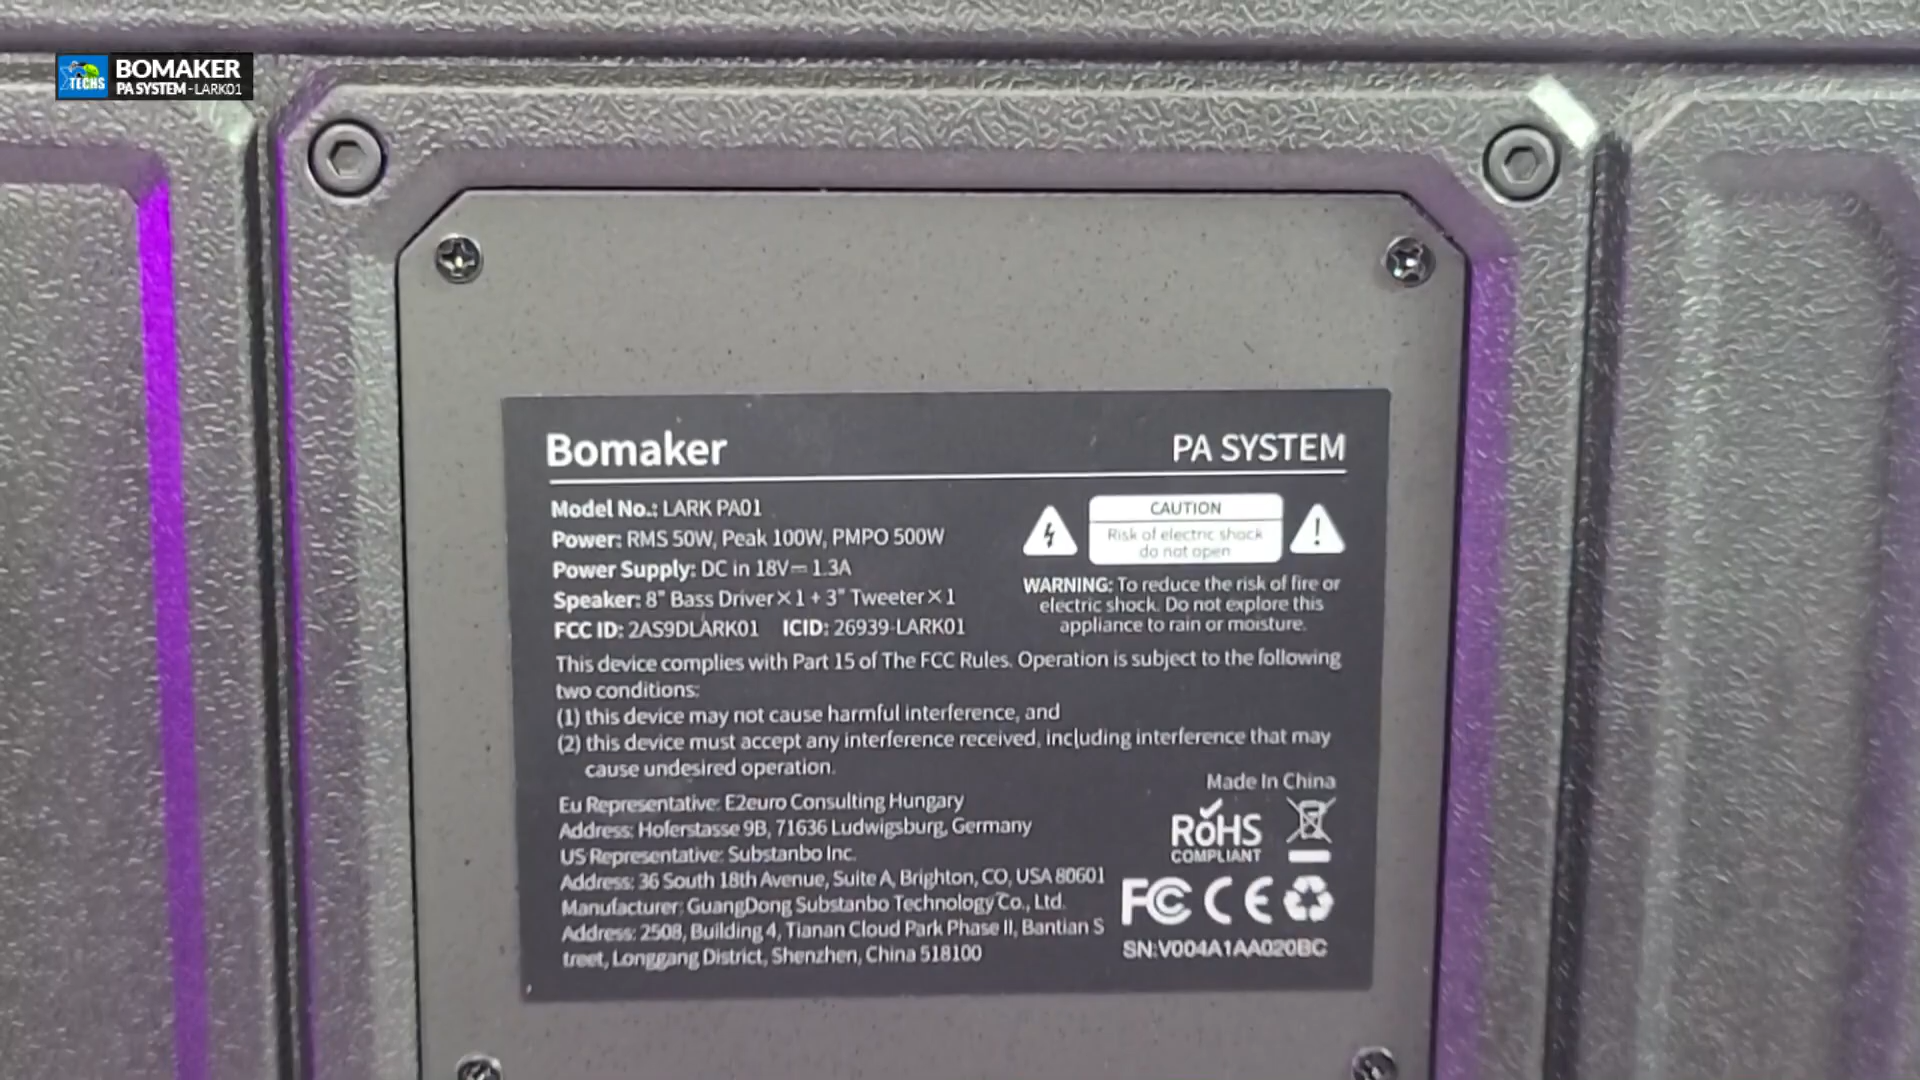 TECHS
BOMAKER
PA SYSTEM - LARK01
Bomaker
PA SYSTEM
Model No.: LARK PA01
Power: RMS 50W, Peak 100W, PMPO 500W
Power Supply: DC in 18V⎓1.3A
Speaker: 8" Bass Driver×1 + 3" Tweeter×1
FCC ID: 2AS9DLARK01 ICID: 26939-LARK01
CAUTION
Risk of electric shock
do not open
WARNING: To reduce the risk of fire or
electric shock. Do not explore this
appliance to rain or moisture.
This device complies with Part 15 of The FCC Rules. Operation is subject to the following
two conditions:
(1) this device may not cause harmful interference, and
(2) this device must accept any interference received, including interference that may
cause undesired operation.
Eu Representative: E2euro Consulting Hungary
Address: Hoferstasse 9B, 71636 Ludwigsburg, Germany
US Representative: Substanbo Inc.
Address: 36 South 18th Avenue, Suite A, Brighton, CO, USA 80601
Manufacturer: GuangDong Substanbo Technology Co., Ltd.
Address: 2508, Building 4, Tianan Cloud Park Phase II, Bantian S
treet, Longgang District, Shenzhen, China 518100
Made In China
RoHS
COMPLIANT
FC CE
SN:V004A1AA020BC